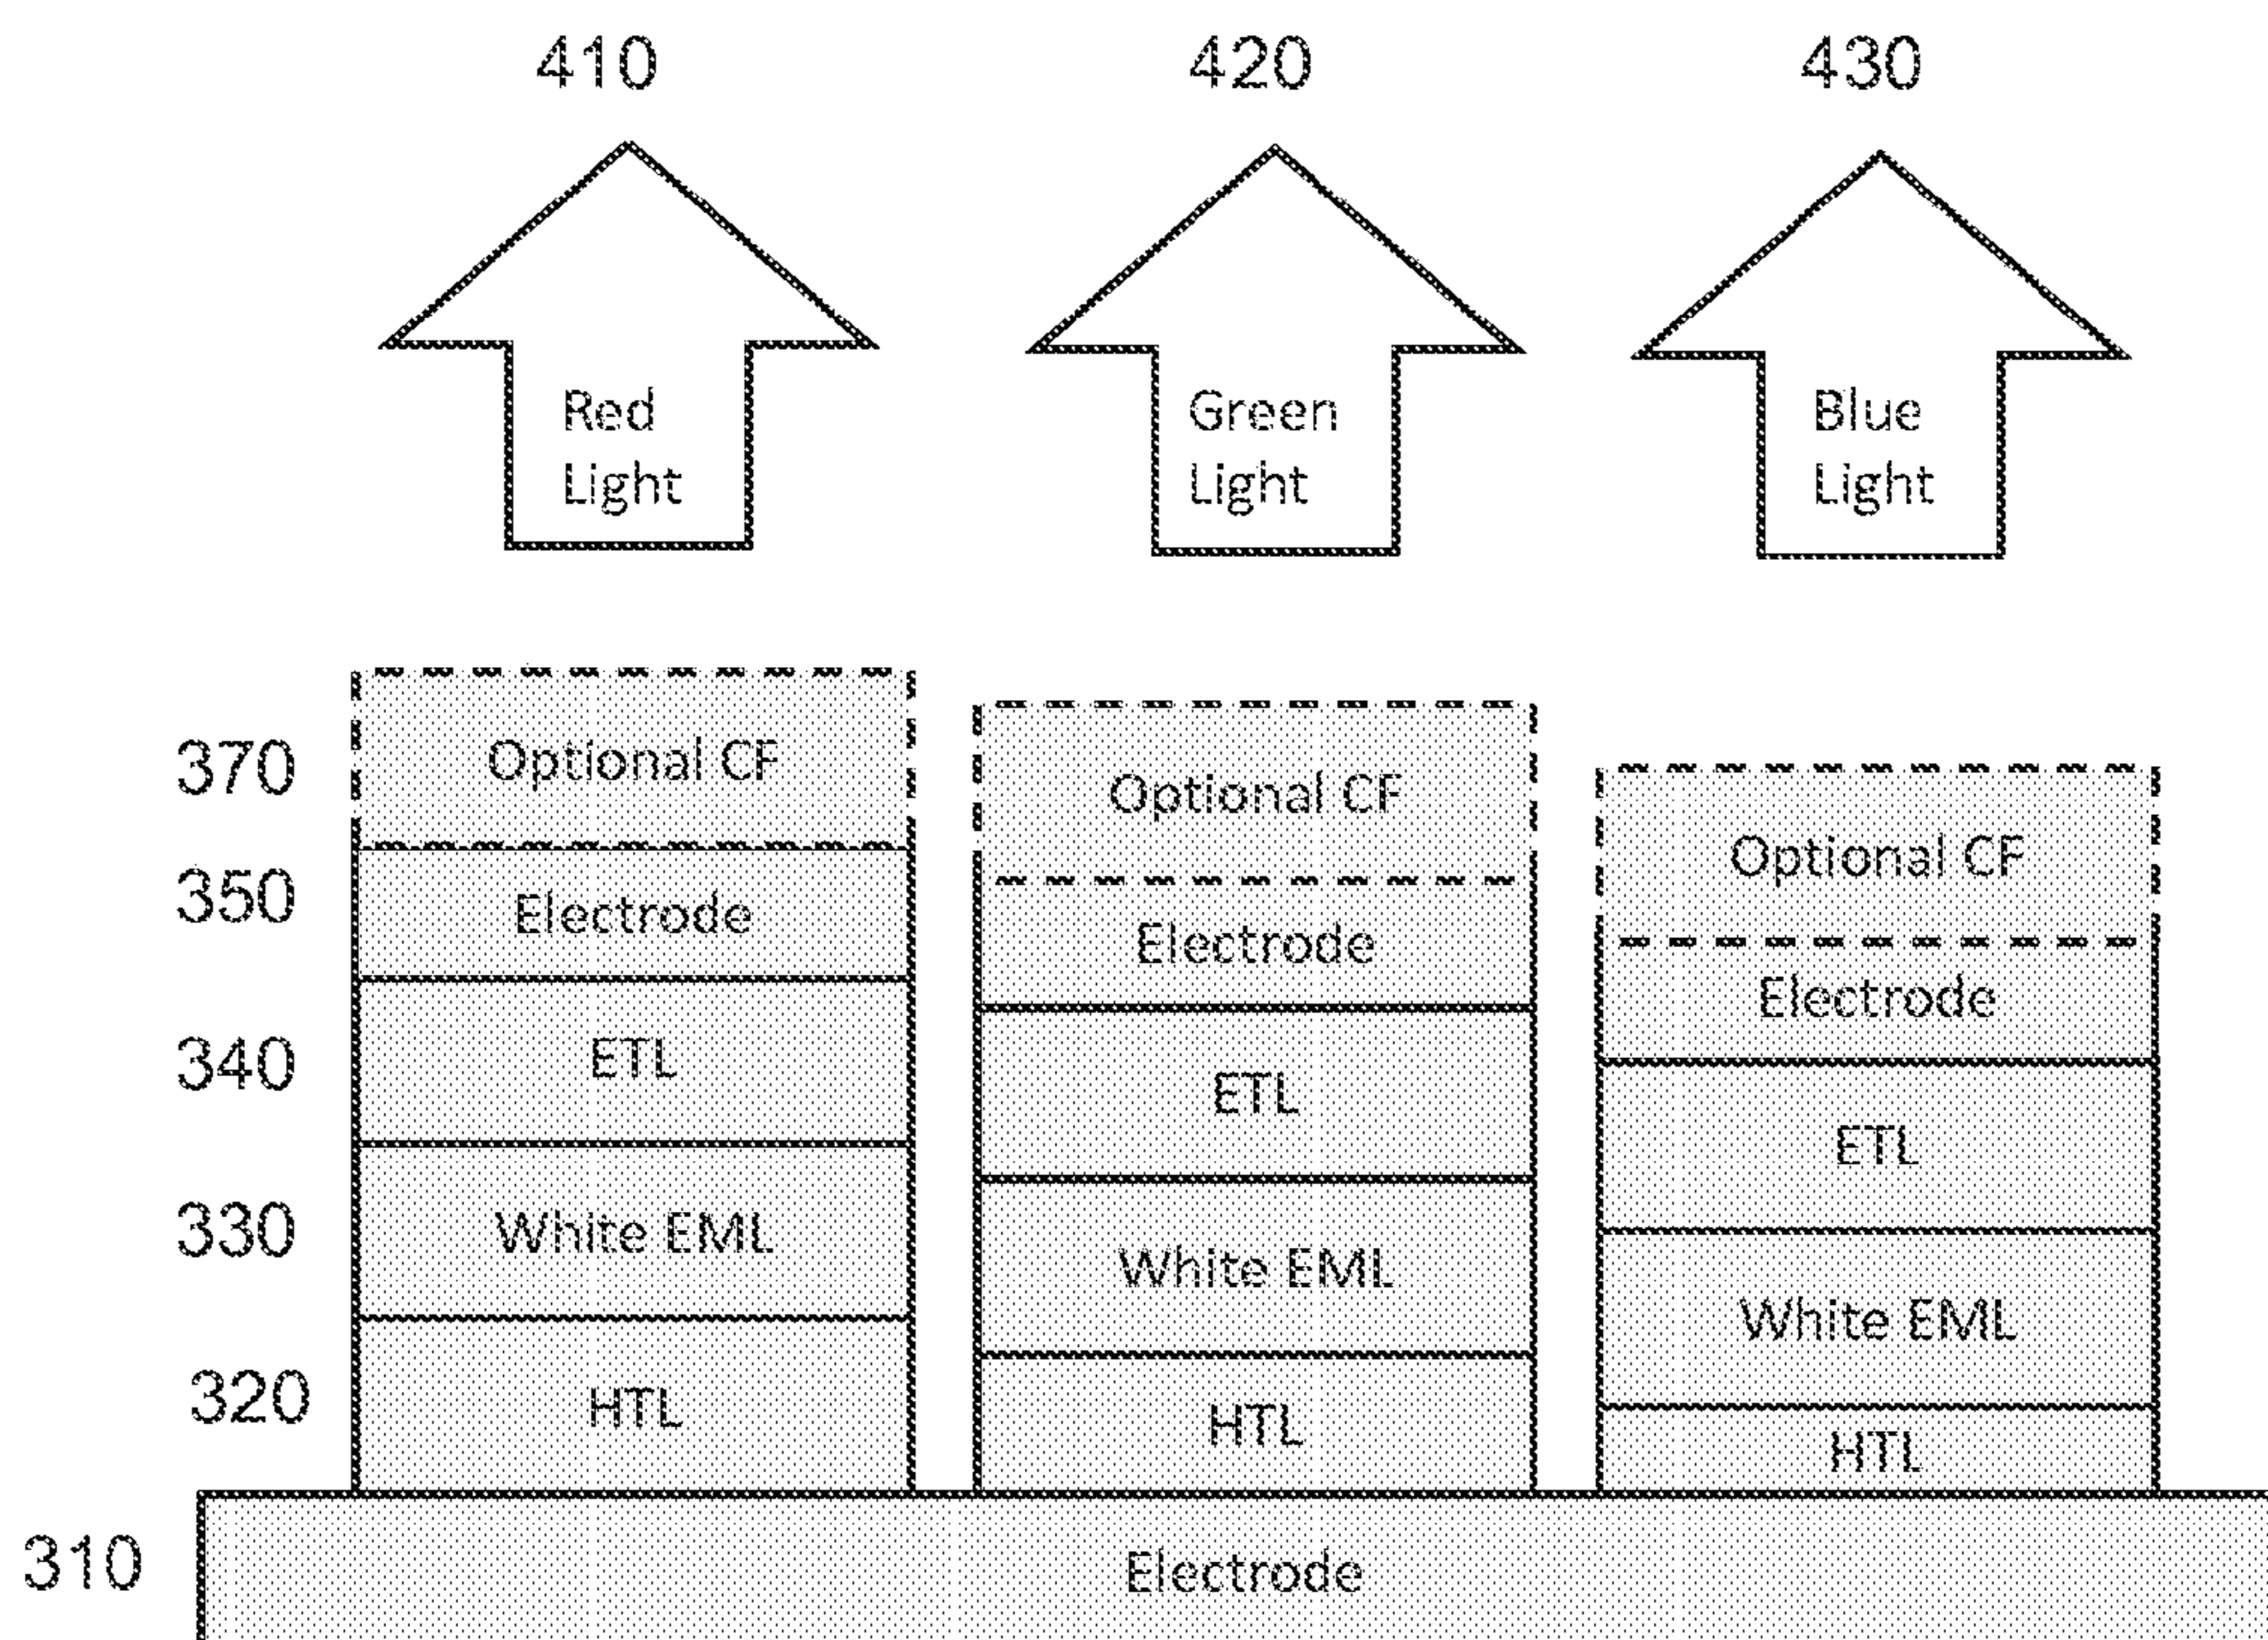 410
420
430
Red
Light
Green
Light
Blue
Light
370
Optional CF
Optional CF
Optional CF
350
Electrode
Electrode
Electrode
340
ETL
ETL
ETL
330
White EML
White EML
White EML
320
HTL
HTL
HTL
310
Electrode